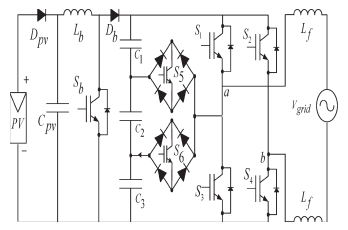 D_pv
L_b
D_b
S_1
S_2
L_f
C_1
S_5
a
+
PV
−
C_pv
S_b
C_2
V_grid
S_6
b
S_3
S_4
C_3
L_f